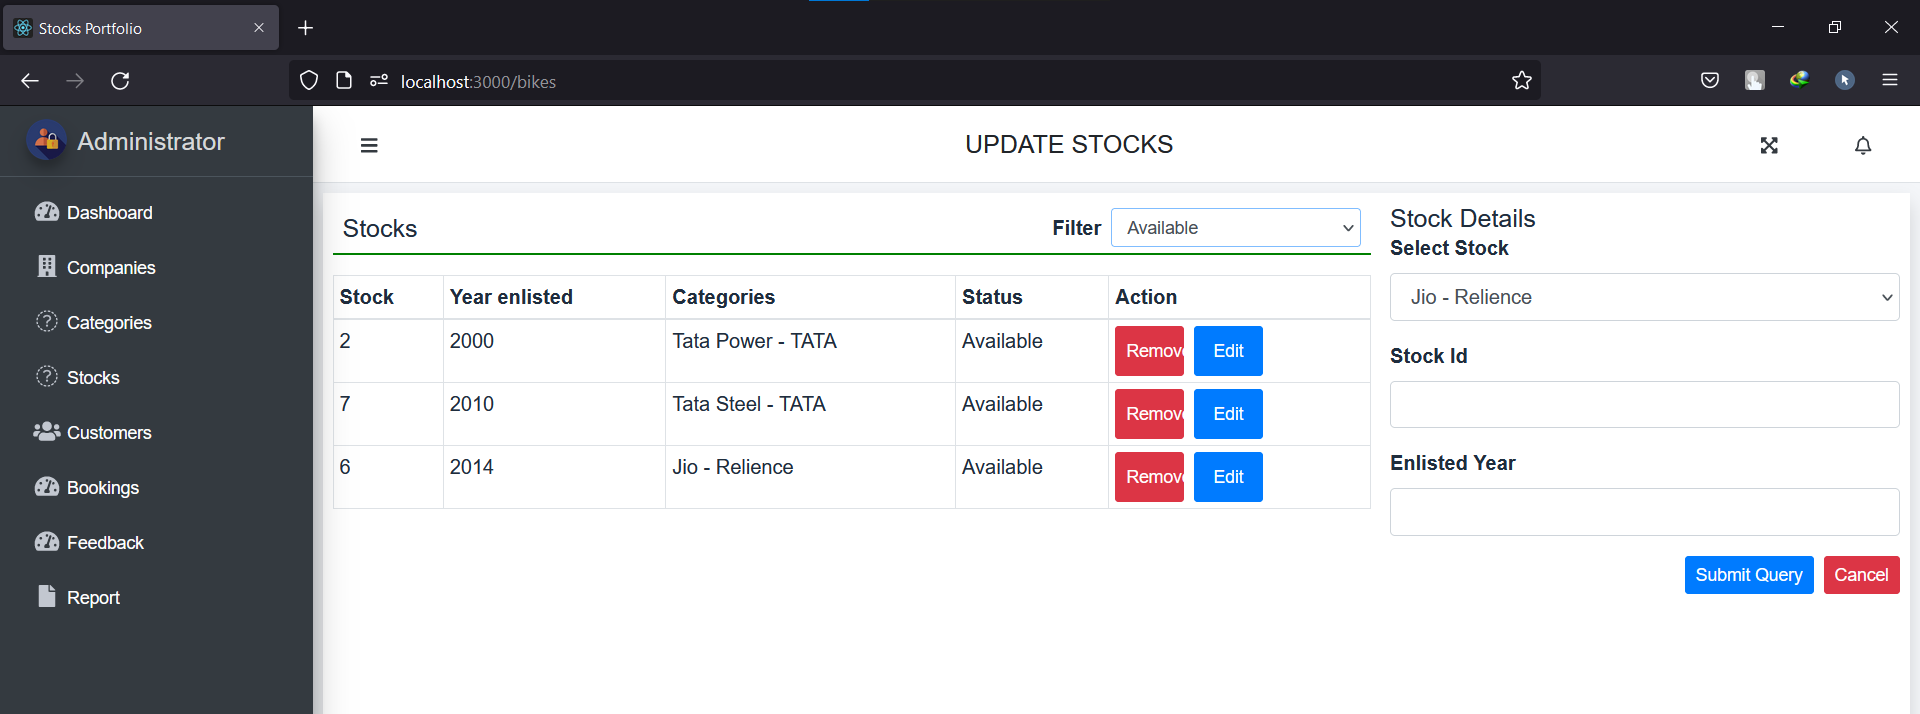 Stocks Portfolio
localhost:3000/bikes
Administrator
UPDATE STOCKS
Dashboard
Companies
Categories
Stocks
Customers
Bookings
Feedback
Report
Stocks
Filter Available
Stock Year enlisted Categories Status Action
2 2000 Tata Power - TATA Available Remove Edit
7 2010 Tata Steel - TATA Available Remove Edit
6 2014 Jio - Relience Available Remove Edit
Stock Details
Select Stock
Jio - Relience
Stock Id
Enlisted Year
Submit Query Cancel